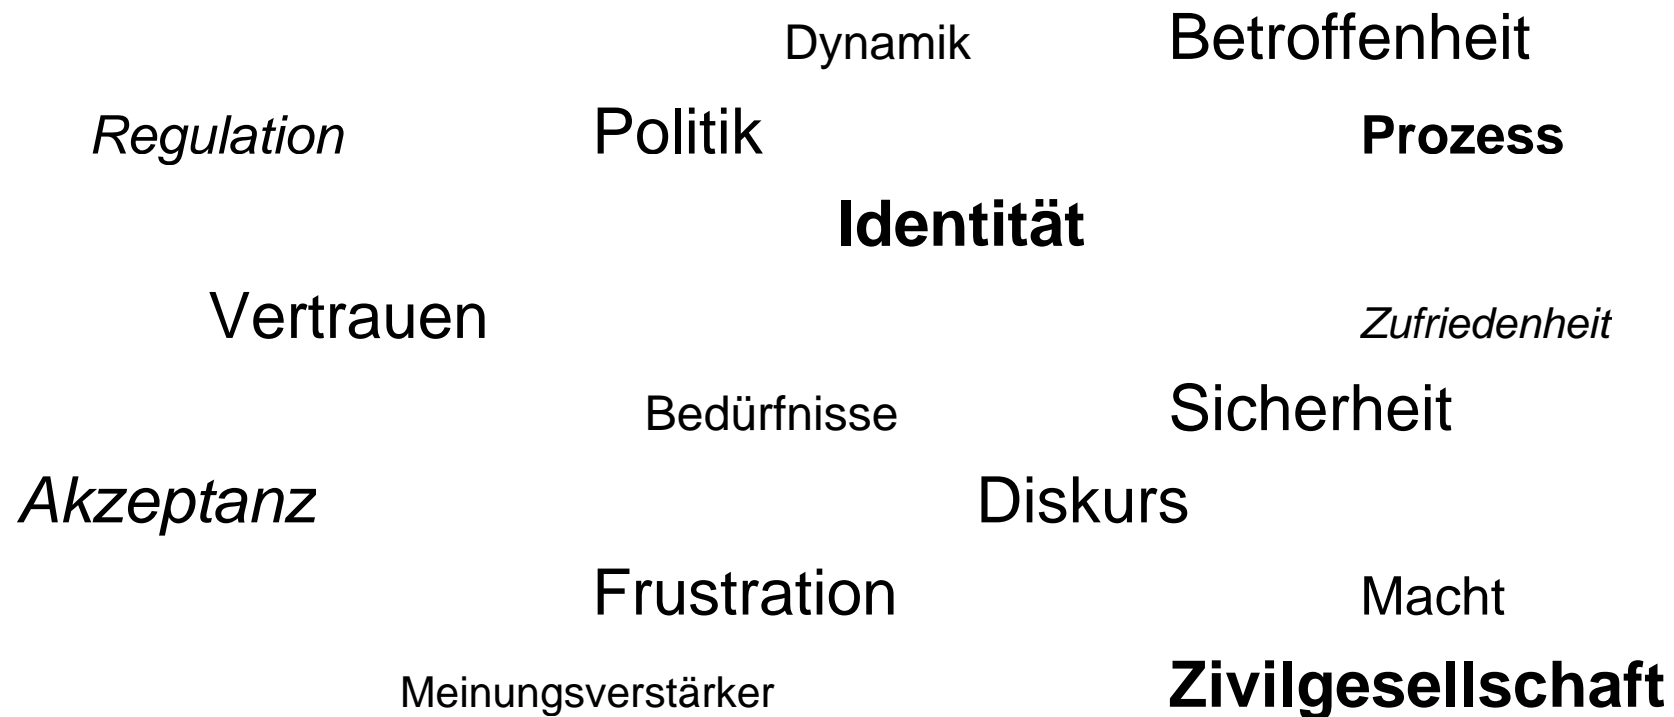 Dynamik Betroffenheit
Regulation Politik Prozess
Identität
Vertrauen Zufriedenheit
Bedürfnisse Sicherheit
Akzeptanz Diskurs
Frustration Macht
Meinungsverstärker Zivilgesellschaft